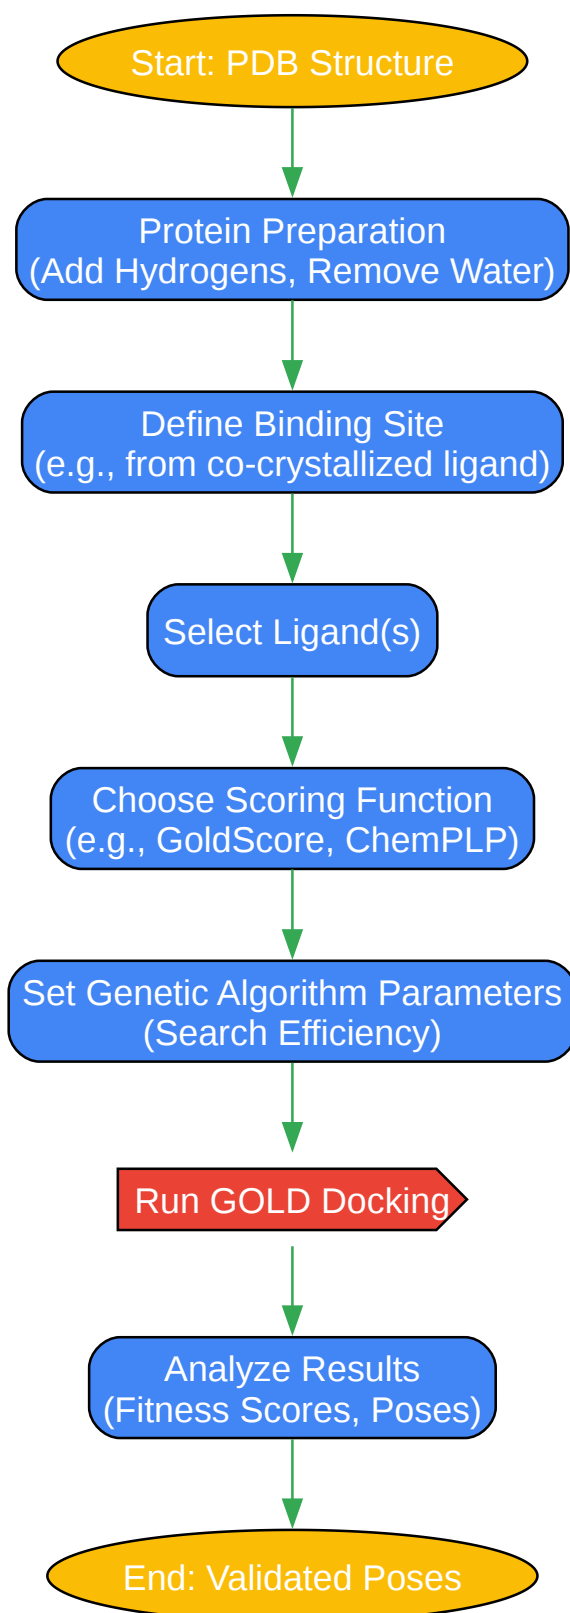 Start: PDB Structure
Protein Preparation
(Add Hydrogens, Remove Water)
Define Binding Site
(e.g., from co-crystallized ligand)
Select Ligand(s)
Choose Scoring Function
(e.g., GoldScore, ChemPLP)
Set Genetic Algorithm Parameters
(Search Efficiency)
Run GOLD Docking
Analyze Results
(Fitness Scores, Poses)
End: Validated Poses